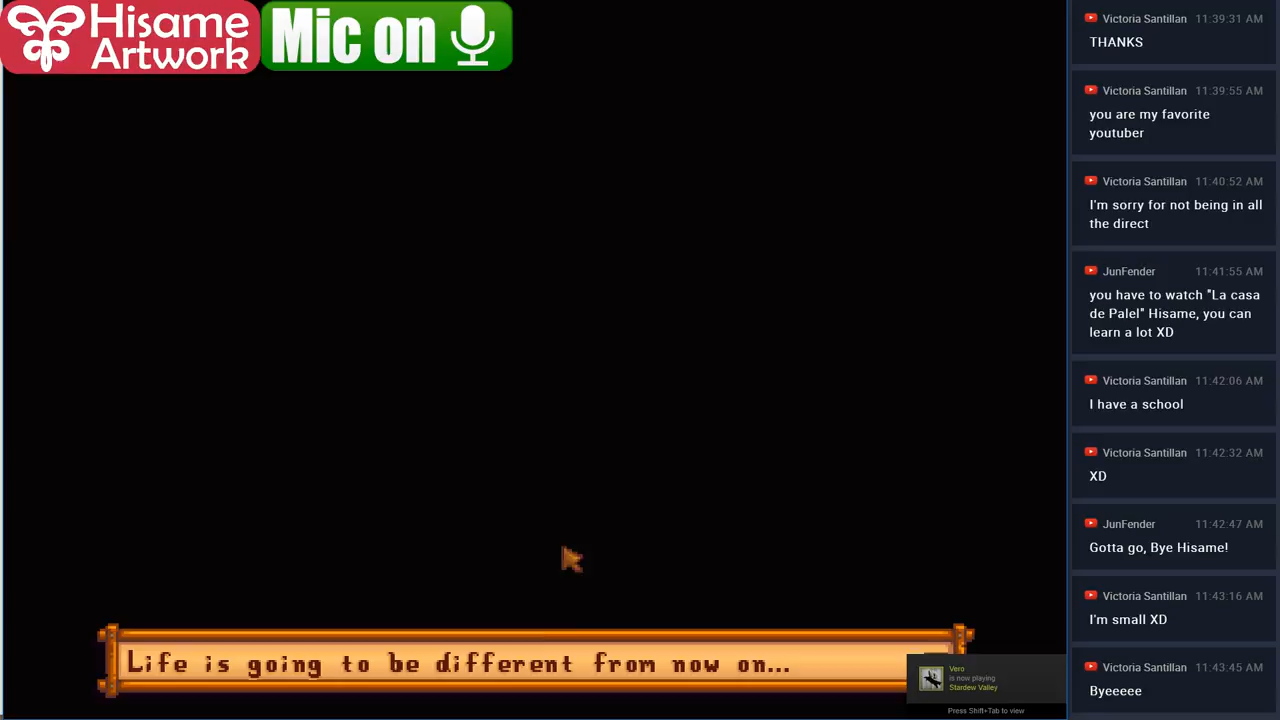 Hisame
Artwork
Mic on
Victoria Santillan 11:39:31 AM
THANKS
Victoria Santillan 11:39:55 AM
you are my favorite
youtuber
Victoria Santillan 11:40:52 AM
I'm sorry for not being in all
the direct
JunFender 11:41:55 AM
you have to watch "La casa
de Palel" Hisame, you can
learn a lot XD
Victoria Santillan 11:42:06 AM
I have a school
Victoria Santillan 11:42:32 AM
XD
JunFender 11:42:47 AM
Gotta go, Bye Hisame!
Victoria Santillan 11:43:16 AM
I'm small XD
Victoria Santillan 11:43:45 AM
Byeeeee
Life is going to be different from now on...
Vero
is now playing
Stardew Valley
Press Shift+Tab to view